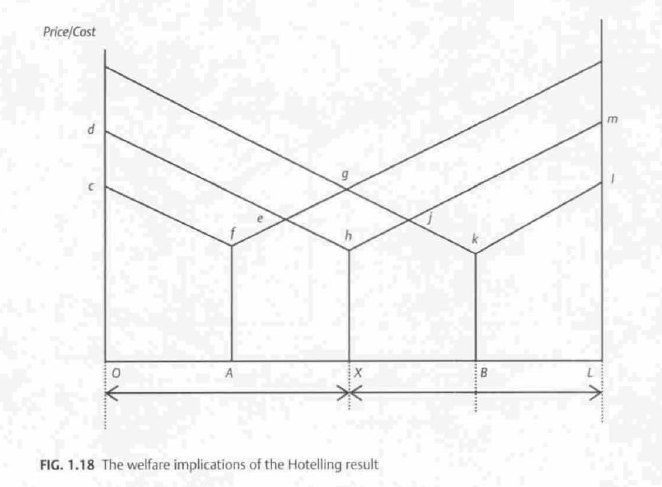 Price/Cost
d
m
c
g
l
e
j
f
h
k
O
A
X
B
L
FIG. 1.18 The welfare implications of the Hotelling result